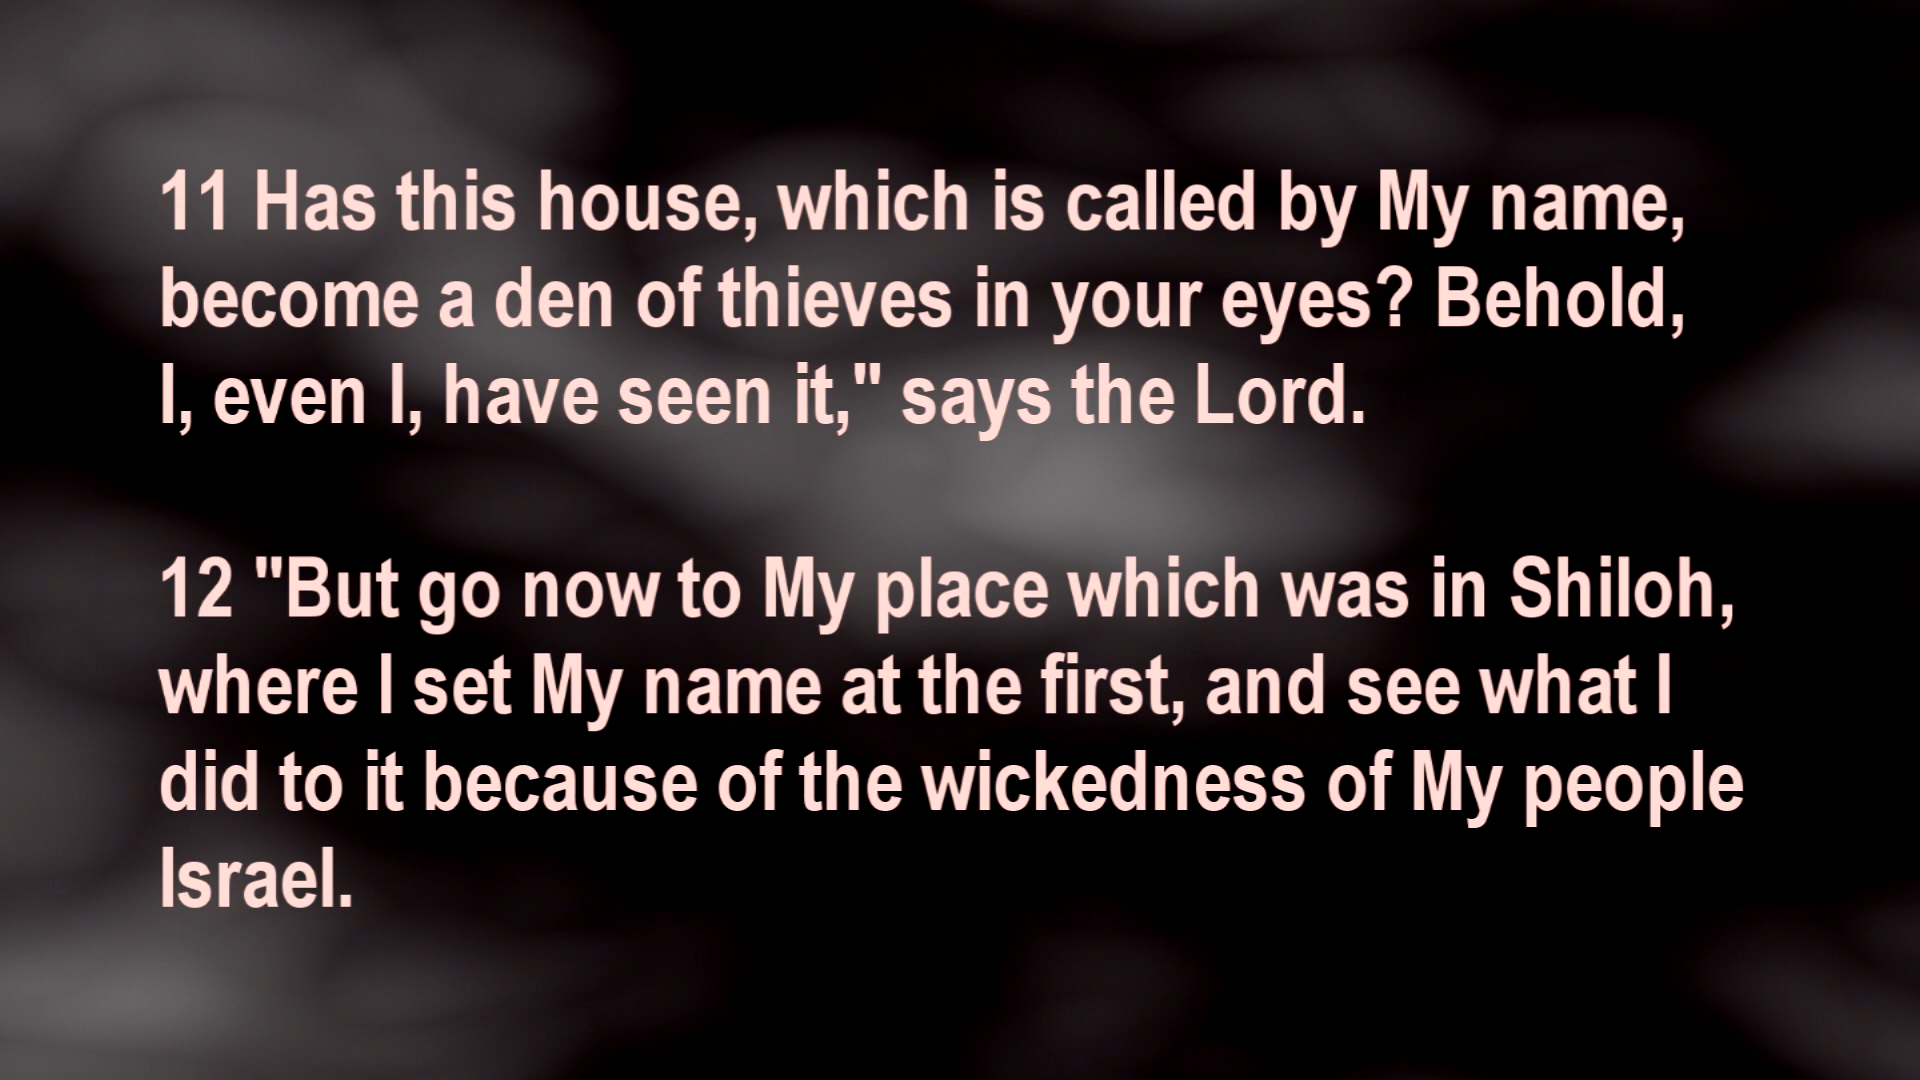 11 Has this house, which is called by My name,
become a den of thieves in your eyes? Behold,
I, even I, have seen it," says the Lord.
12 "But go now to My place which was in Shiloh,
where I set My name at the first, and see what I
did to it because of the wickedness of My people
Israel.